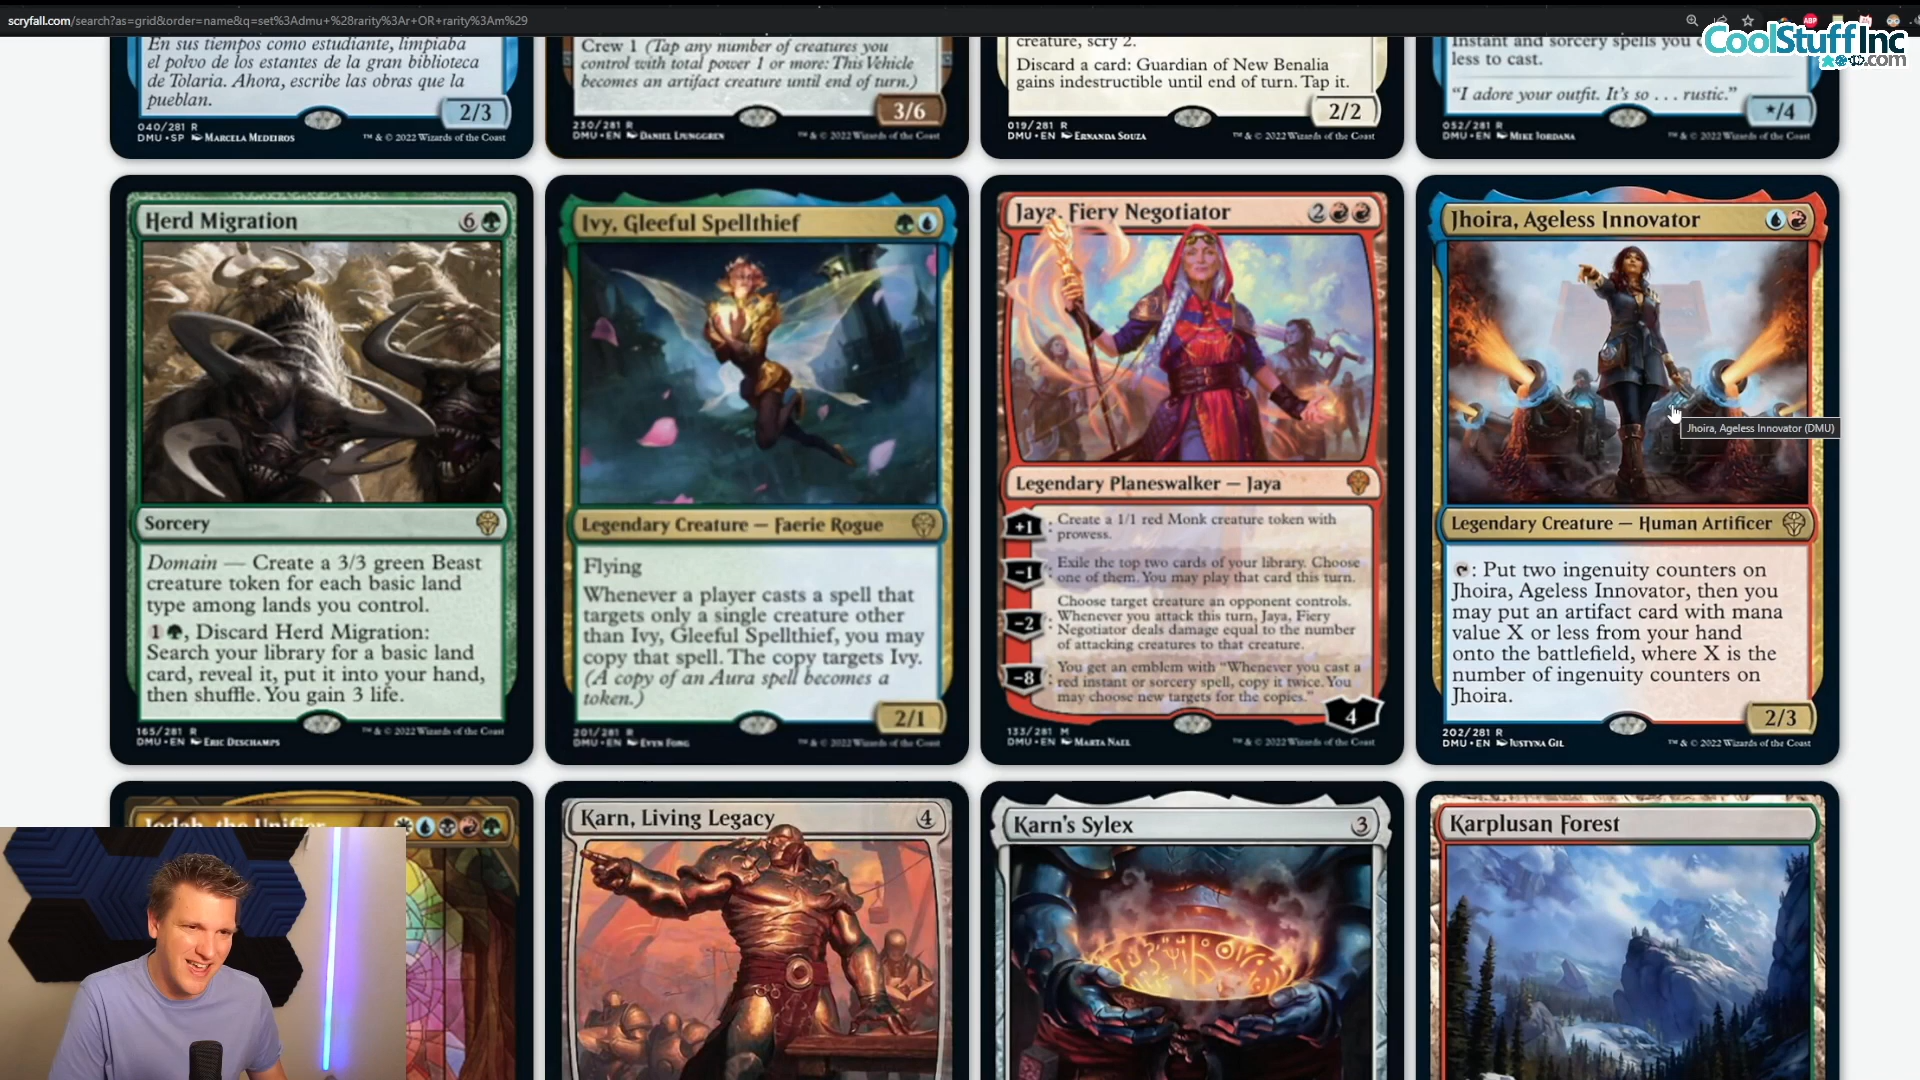 scryfall.com/search?as=grid&order=name&q=set%3Admu+%28rarity%3Ar+OR+rarity%3Am%29
ABP
CoolStuffInc
.com
En sus tiempos como estudiante, limpiaba
el polvo de los estantes de la gran biblioteca
de Tolaria. Ahora, escribe las obras que la
pueblan.
2/3
040/281 R
DMU • SP Marcela Medeiros
™ & © 2022 Wizards of the Coast
Crew 1 (Tap any number of creatures you
control with total power 1 or more: This Vehicle
becomes an artifact creature until end of turn.)
3/6
230/281 R
DMU • EN Daniel Ljunggren
™ & © 2022 Wizards of the Coast
creature, scry 2.
Discard a card: Guardian of New Benalia
gains indestructible until end of turn. Tap it.
2/2
019/281 R
DMU • EN Ernanda Souza
™ & © 2022 Wizards of the Coast
Instant and sorcery spells you
less to cast.
“I adore your outfit. It's so . . . rustic.”
*/4
052/281 R
DMU • EN Mike Jordana
™ & © 2022 Wizards of the Coast
Herd Migration 6
Sorcery
Domain — Create a 3/3 green Beast
creature token for each basic land
type among lands you control.
1 , Discard Herd Migration:
Search your library for a basic land
card, reveal it, put it into your hand,
then shuffle. You gain 3 life.
165/281 R
DMU • EN Eric Deschamps
™ & © 2022 Wizards of the Coast
Ivy, Gleeful Spellthief
Legendary Creature — Faerie Rogue
Flying
Whenever a player casts a spell that
targets only a single creature other
than Ivy, Gleeful Spellthief, you may
copy that spell. The copy targets Ivy.
(A copy of an Aura spell becomes a
token.)
2/1
201/281 R
DMU • EN Evyn Fong
™ & © 2022 Wizards of the Coast
Jaya, Fiery Negotiator 2
Legendary Planeswalker — Jaya
+1 : Create a 1/1 red Monk creature token with
prowess.
-1 : Exile the top two cards of your library. Choose
one of them. You may play that card this turn.
-2 : Choose target creature an opponent controls.
Whenever you attack this turn, Jaya, Fiery
Negotiator deals damage equal to the number
of attacking creatures to that creature.
-8 : You get an emblem with “Whenever you cast a
red instant or sorcery spell, copy it twice. You
may choose new targets for the copies.”
4
133/281 M
DMU • EN Marta Nael
™ & © 2022 Wizards of the Coast
Jhoira, Ageless Innovator
Jhoira, Ageless Innovator (DMU)
Legendary Creature — Human Artificer
: Put two ingenuity counters on
Jhoira, Ageless Innovator, then you
may put an artifact card with mana
value X or less from your hand
onto the battlefield, where X is the
number of ingenuity counters on
Jhoira.
2/3
202/281 R
DMU • EN Justyna Gil
™ & © 2022 Wizards of the Coast
Jodah, the Unifier
Karn, Living Legacy 4
Karn's Sylex 3
Karplusan Forest